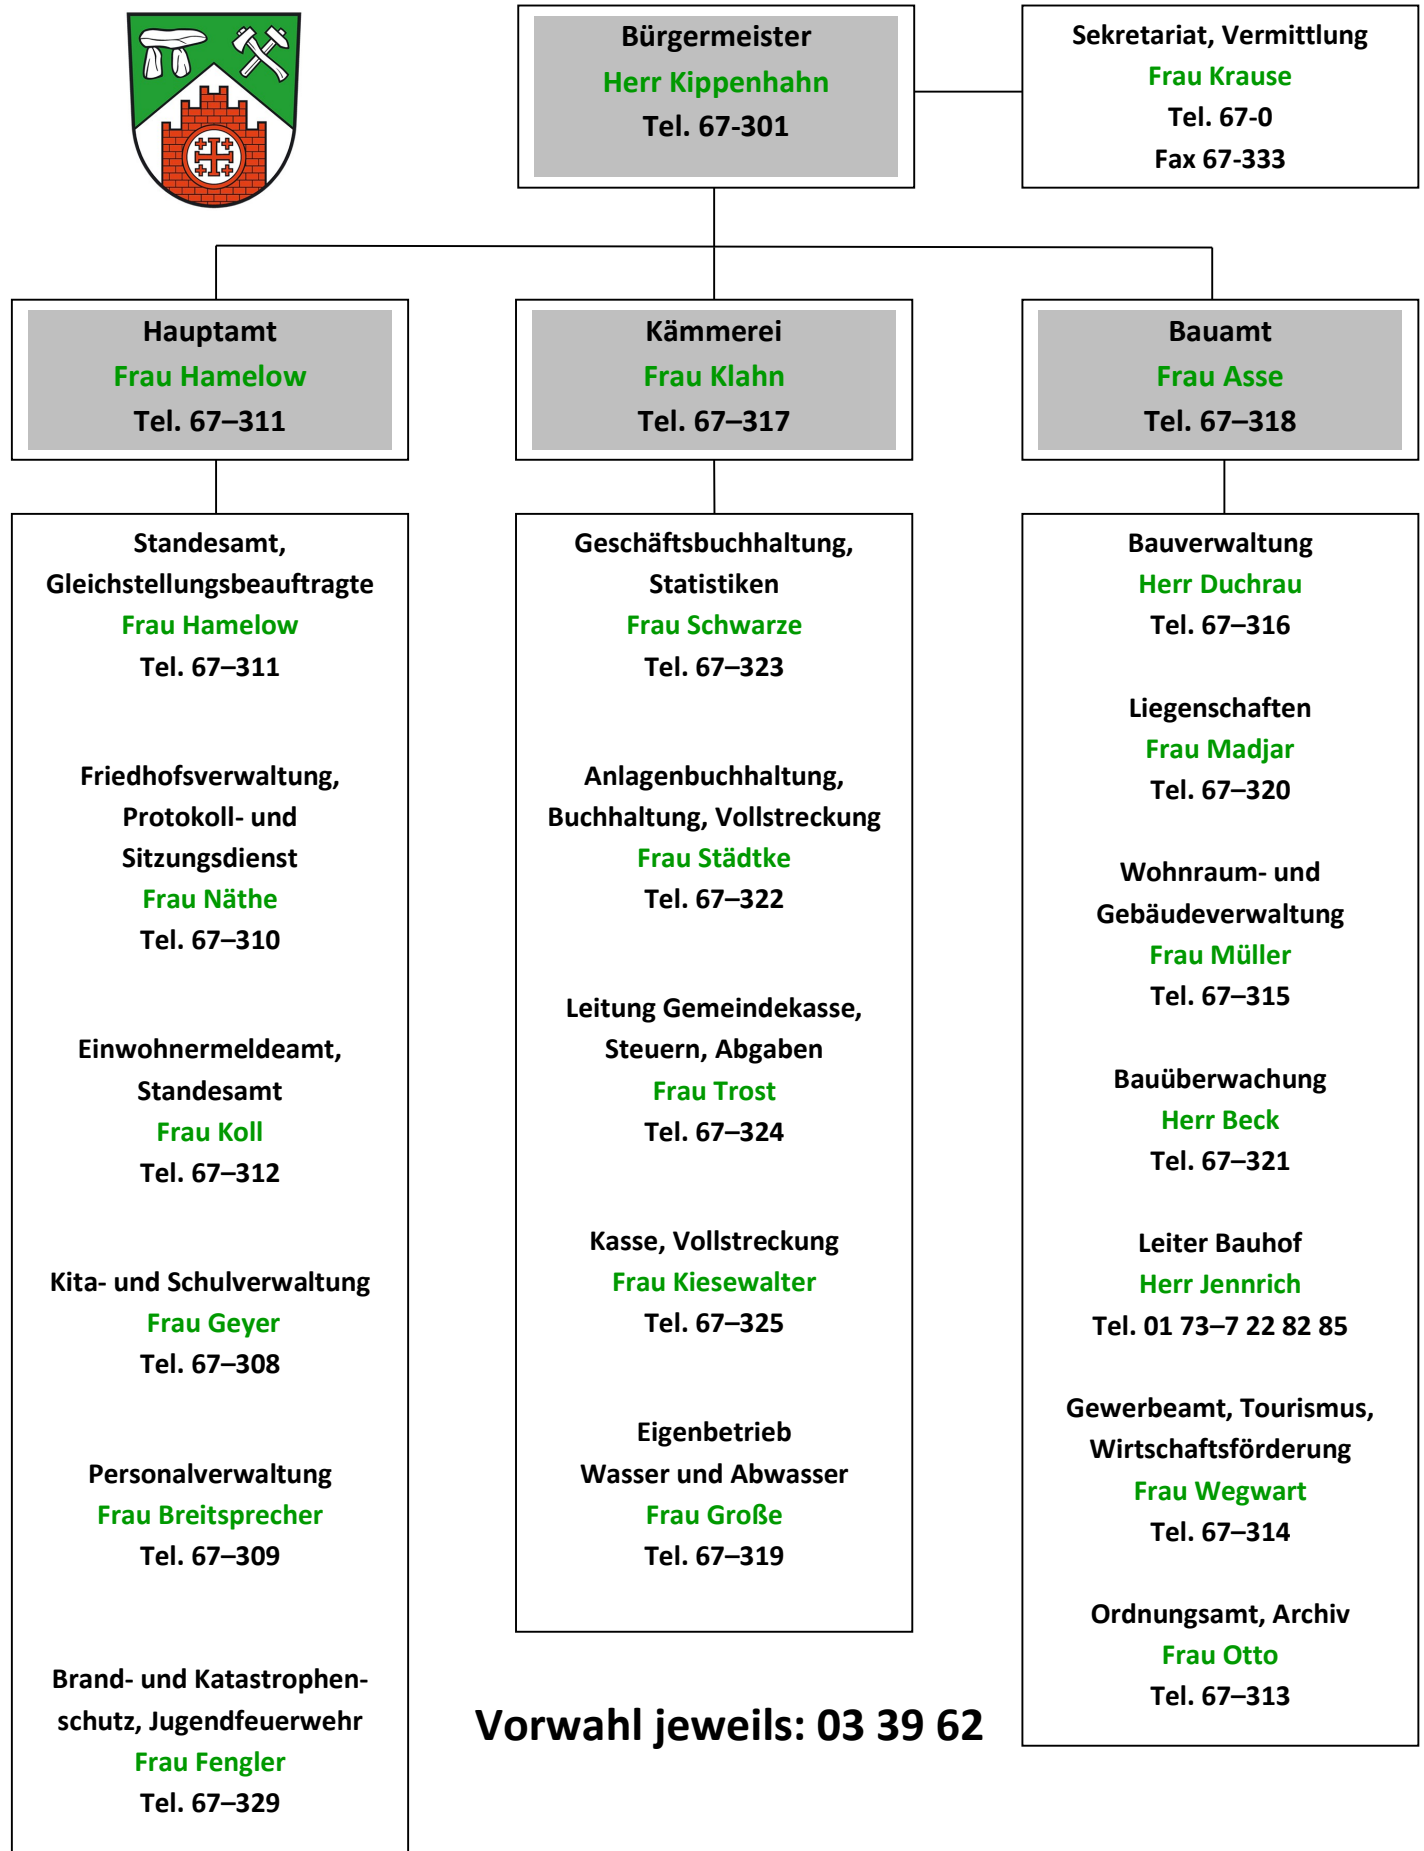 Bürgermeister
Herr Kippenhahn
Tel. 67-301
Sekretariat, Vermittlung
Frau Krause
Tel. 67-0
Fax 67-333
Hauptamt
Frau Hamelow
Tel. 67–311
Kämmerei
Frau Klahn
Tel. 67–317
Bauamt
Frau Asse
Tel. 67–318
Standesamt,
Gleichstellungsbeauftragte
Frau Hamelow
Tel. 67–311
Friedhofsverwaltung,
Protokoll- und
Sitzungsdienst
Frau Näthe
Tel. 67–310
Einwohnermeldeamt,
Standesamt
Frau Koll
Tel. 67–312
Kita- und Schulverwaltung
Frau Geyer
Tel. 67–308
Personalverwaltung
Frau Breitsprecher
Tel. 67–309
Brand- und Katastrophen-
schutz, Jugendfeuerwehr
Frau Fengler
Tel. 67–329
Geschäftsbuchhaltung,
Statistiken
Frau Schwarze
Tel. 67–323
Anlagenbuchhaltung,
Buchhaltung, Vollstreckung
Frau Städtke
Tel. 67–322
Leitung Gemeindekasse,
Steuern, Abgaben
Frau Trost
Tel. 67–324
Kasse, Vollstreckung
Frau Kiesewalter
Tel. 67–325
Eigenbetrieb
Wasser und Abwasser
Frau Große
Tel. 67–319
Bauverwaltung
Herr Duchrau
Tel. 67–316
Liegenschaften
Frau Madjar
Tel. 67–320
Wohnraum- und
Gebäudeverwaltung
Frau Müller
Tel. 67–315
Bauüberwachung
Herr Beck
Tel. 67–321
Leiter Bauhof
Herr Jennrich
Tel. 01 73–7 22 82 85
Gewerbeamt, Tourismus,
Wirtschaftsförderung
Frau Wegwart
Tel. 67–314
Ordnungsamt, Archiv
Frau Otto
Tel. 67–313
Vorwahl jeweils: 03 39 62